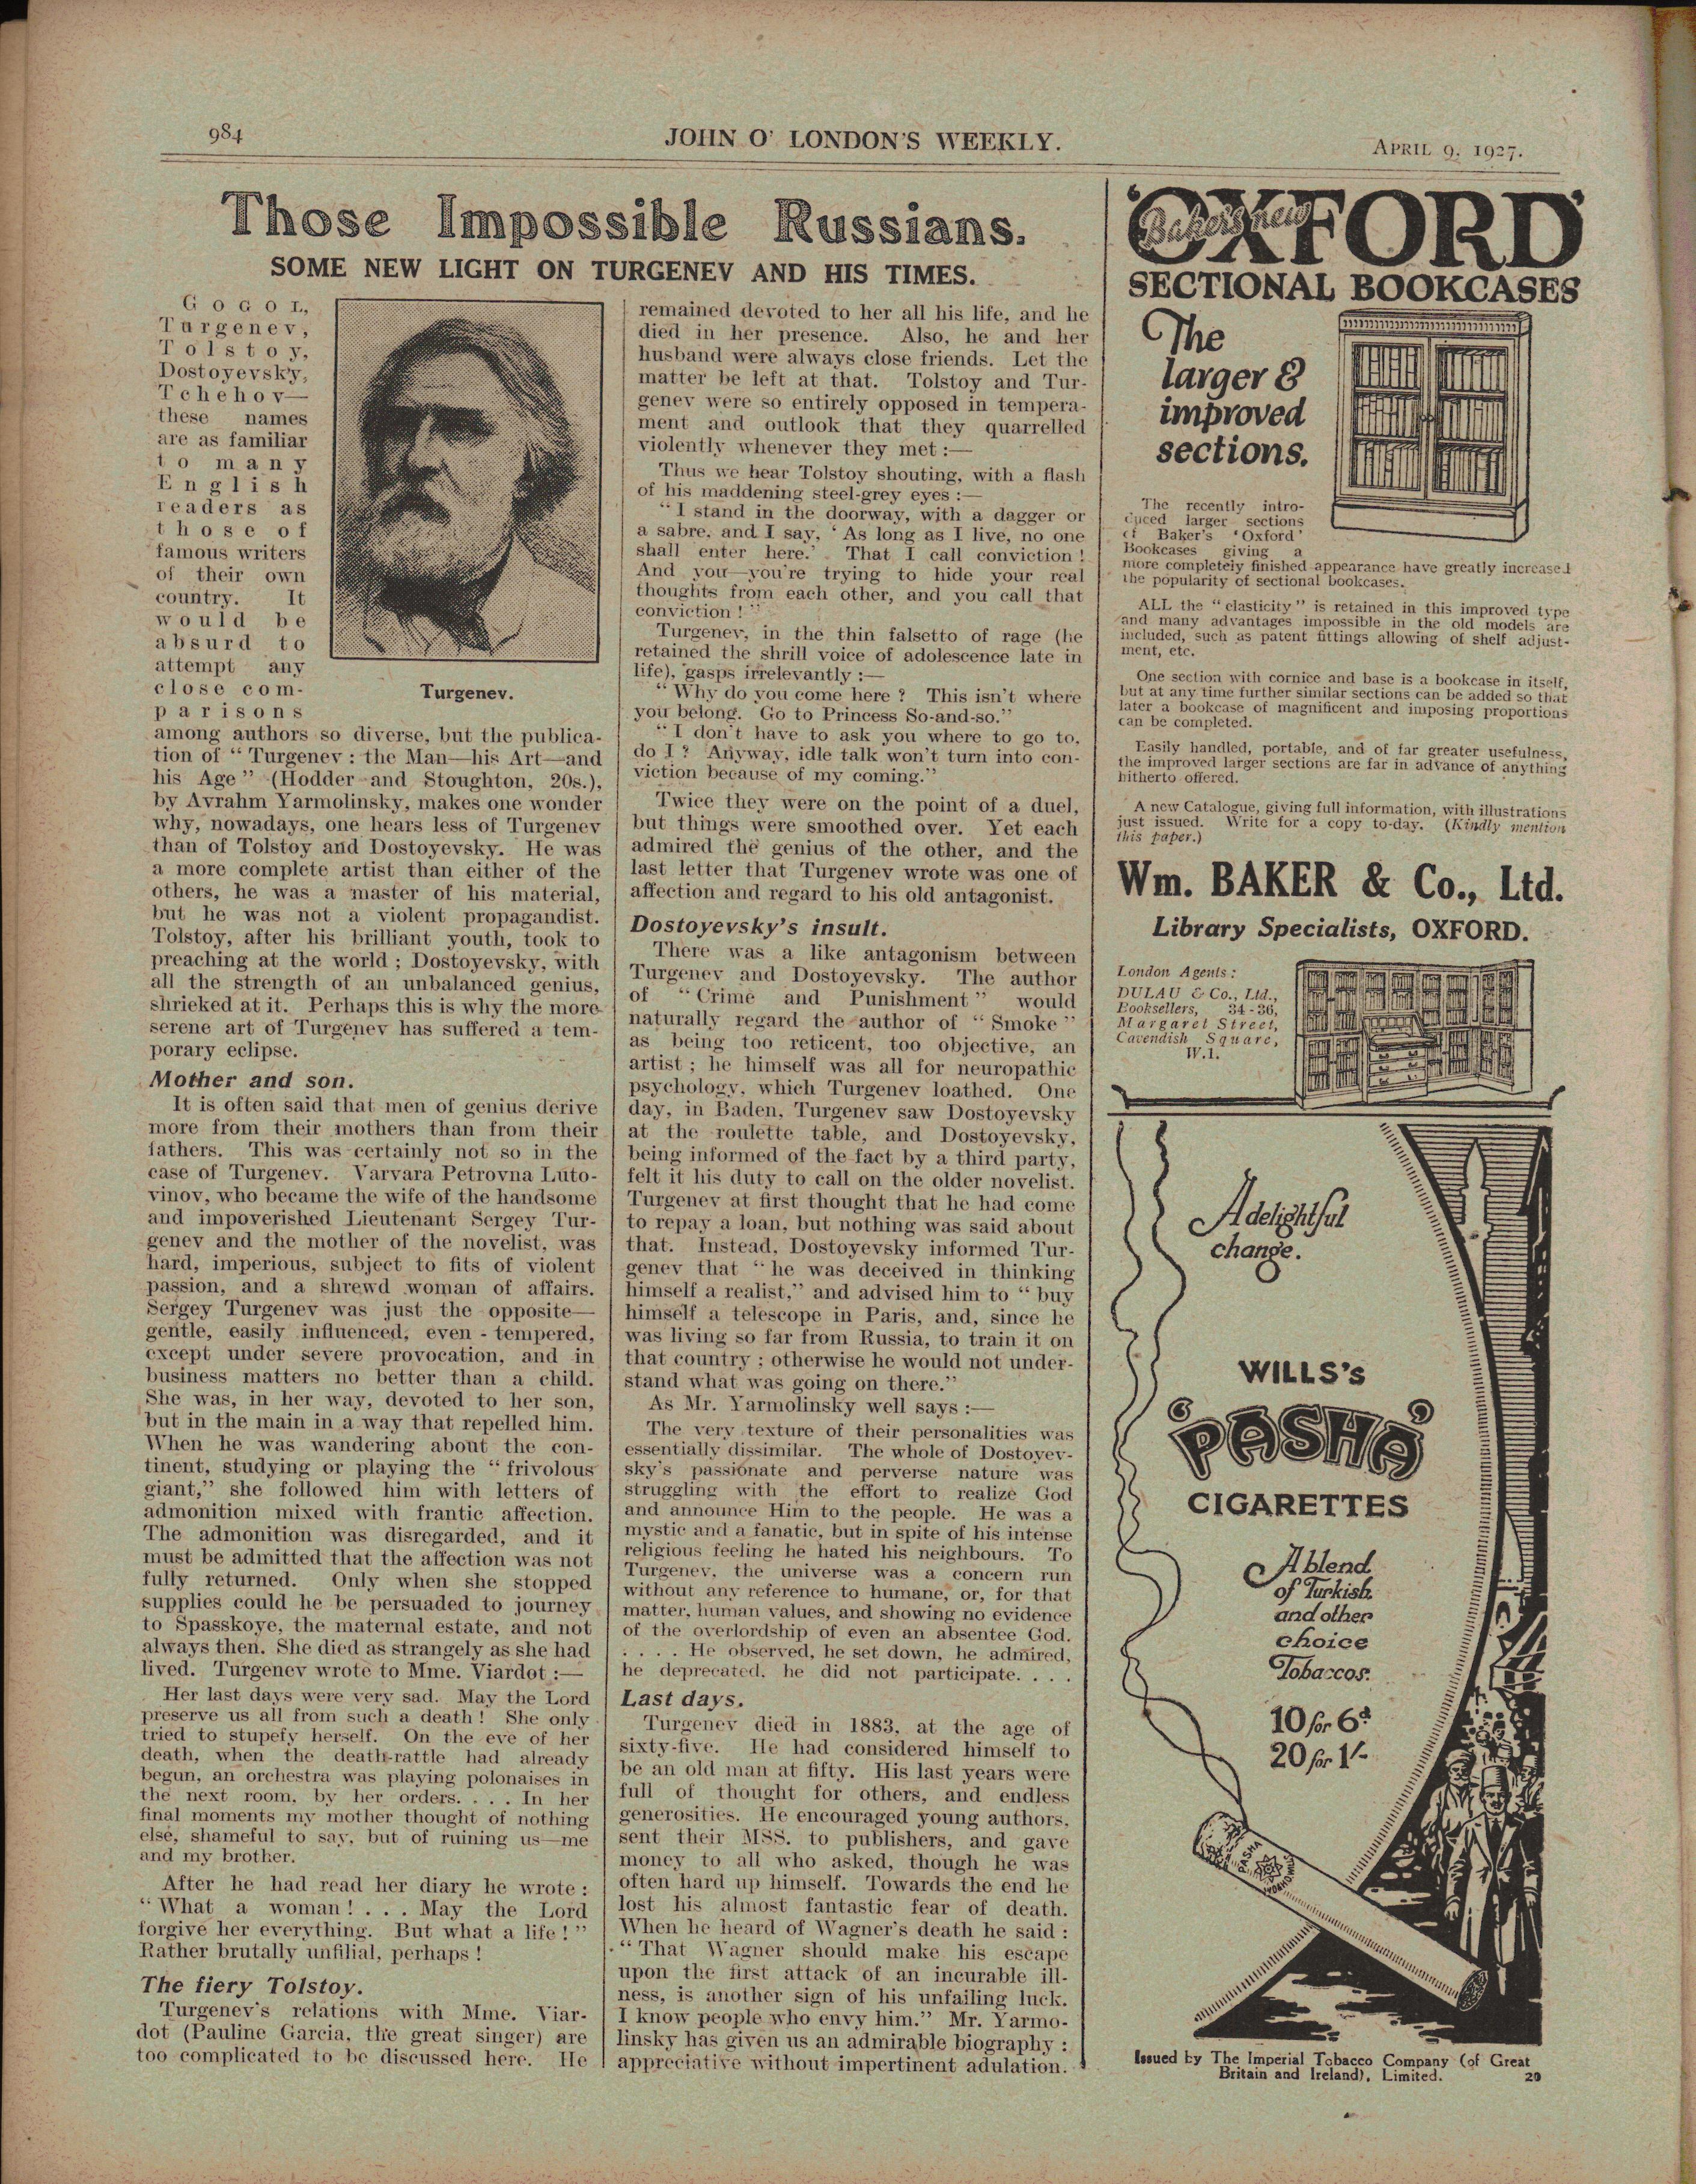 984
JOHN O' LONDON'S WEEKLY.
APRIL 9, 1927.
Those Impossible Russians.
SOME NEW LIGHT ON TURGENEV AND HIS TIMES.
GOGOL,
Turgenev,
Tolstoy,
Dostoyevsky,
Tchehov—
these names
are as familiar
to many
English
readers as
those of
famous writers
of their own
country. It
would be
absurd to
attempt any
close com-
parisons
Turgenev.
among authors so diverse, but the publica-
tion of "Turgenev: the Man—his Art—and
his Age" (Hodder and Stoughton, 20s.),
by Avrahm Yarmolinsky, makes one wonder
why, nowadays, one hears less of Turgenev
than of Tolstoy and Dostoyevsky. He was
a more complete artist than either of the
others, he was a master of his material,
but he was not a violent propagandist.
Tolstoy, after his brilliant youth, took to
preaching at the world; Dostoyevsky, with
all the strength of an unbalanced genius,
shrieked at it. Perhaps this is why the more
serene art of Turgenev has suffered a tem-
porary eclipse.
Mother and son.
It is often said that men of genius derive
more from their mothers than from their
fathers. This was certainly not so in the
case of Turgenev. Varvara Petrovna Luto-
vinov, who became the wife of the handsome
and impoverished Lieutenant Sergey Tur-
genev and the mother of the novelist, was
hard, imperious, subject to fits of violent
passion, and a shrewd woman of affairs.
Sergey Turgenev was just the opposite—
gentle, easily influenced, even-tempered,
except under severe provocation, and in
business matters no better than a child.
She was, in her way, devoted to her son,
but in the main in a way that repelled him.
When he was wandering about the con-
tinent, studying or playing the "frivolous
giant," she followed him with letters of
admonition mixed with frantic affection.
The admonition was disregarded, and it
must be admitted that the affection was not
fully returned. Only when she stopped
supplies could he be persuaded to journey
to Spasskoye, the maternal estate, and not
always then. She died as strangely as she had
lived. Turgenev wrote to Mme. Viardot:—
Her last days were very sad. May the Lord
preserve us all from such a death! She only
tried to stupefy herself. On the eve of her
death, when the death-rattle had already
begun, an orchestra was playing polonaises in
the next room, by her orders. . . . In her
final moments my mother thought of nothing
else, shameful to say, but of ruining us—me
and my brother.
After he had read her diary he wrote:
"What a woman! . . . May the Lord
forgive her everything. But what a life!"
Rather brutally unfilial, perhaps!
The fiery Tolstoy.
Turgenev's relations with Mme. Viar-
dot (Pauline Garcia, the great singer) are
too complicated to be discussed here. He
remained devoted to her all his life, and he
died in her presence. Also, he and her
husband were always close friends. Let the
matter be left at that. Tolstoy and Tur-
genev were so entirely opposed in tempera-
ment and outlook that they quarrelled
violently whenever they met:—
Thus we hear Tolstoy shouting, with a flash
of his maddening steel-grey eyes:—
"I stand in the doorway, with a dagger or
a sabre, and I say, 'As long as I live, no one
shall enter here.' That I call conviction!
And you—you're trying to hide your real
thoughts from each other, and you call that
conviction!"
Turgenev, in the thin falsetto of rage (he
retained the shrill voice of adolescence late in
life), gasps irrelevantly:—
"Why do you come here? This isn't where
you belong. Go to Princess So-and-so."
"I don't have to ask you where to go to,
do I? Anyway, idle talk won't turn into con-
viction because of my coming."
Twice they were on the point of a duel,
but things were smoothed over. Yet each
admired the genius of the other, and the
last letter that Turgenev wrote was one of
affection and regard to his old antagonist.
Dostoyevsky's insult.
There was a like antagonism between
Turgenev and Dostoyevsky. The author
of "Crime and Punishment" would
naturally regard the author of "Smoke"
as being too reticent, too objective, an
artist; he himself was all for neuropathic
psychology, which Turgenev loathed. One
day, in Baden, Turgenev saw Dostoyevsky
at the roulette table, and Dostoyevsky,
being informed of the fact by a third party,
felt it his duty to call on the older novelist.
Turgenev at first thought that he had come
to repay a loan, but nothing was said about
that. Instead, Dostoyevsky informed Tur-
genev that "he was deceived in thinking
himself a realist," and advised him to "buy
himself a telescope in Paris, and, since he
was living so far from Russia, to train it on
that country; otherwise he would not under-
stand what was going on there."
As Mr. Yarmolinsky well says:—
The very texture of their personalities was
essentially dissimilar. The whole of Dostoyev-
sky's passionate and perverse nature was
struggling with the effort to realize God
and announce Him to the people. He was a
mystic and a fanatic, but in spite of his intense
religious feeling he hated his neighbours. To
Turgenev, the universe was a concern run
without any reference to humane, or, for that
matter, human values, and showing no evidence
of the overlordship of even an absentee God.
. . . . He observed, he set down, he admired,
he deprecated, he did not participate. . . .
Last days.
Turgenev died in 1883, at the age of
sixty-five. He had considered himself to
be an old man at fifty. His last years were
full of thought for others, and endless
generosities. He encouraged young authors,
sent their MSS. to publishers, and gave
money to all who asked, though he was
often hard up himself. Towards the end he
lost his almost fantastic fear of death.
When he heard of Wagner's death he said:
"That Wagner should make his escape
upon the first attack of an incurable ill-
ness, is another sign of his unfailing luck.
I know people who envy him." Mr. Yarmo-
linsky has given us an admirable biography:
appreciative without impertinent adulation.
Baker's new
'OXFORD'
SECTIONAL BOOKCASES
The
larger &
improved
sections.
The recently intro-
duced larger sections
of Baker's 'Oxford'
Bookcases giving a
more completely finished appearance have greatly increased
the popularity of sectional bookcases.
ALL the "elasticity" is retained in this improved type
and many advantages impossible in the old models are
included, such as patent fittings allowing of shelf adjust-
ment, etc.
One section with cornice and base is a bookcase in itself,
but at any time further similar sections can be added so that
later a bookcase of magnificent and imposing proportions
can be completed.
Easily handled, portable, and of far greater usefulness,
the improved larger sections are far in advance of anything
hitherto offered.
A new Catalogue, giving full information, with illustrations
just issued. Write for a copy to-day. (Kindly mention
this paper.)
Wm. BAKER & Co., Ltd.
Library Specialists, OXFORD.
London Agents:
DULAU & Co., Ltd.,
Booksellers, 34-36,
Margaret Street,
Cavendish Square,
W.1.
A delightful
change.
WILLS's
'PASHA'
CIGARETTES
A blend
of Turkish
and other
choice
Tobaccos.
10 for 6d
20 for 1/-
PASHA
Issued by The Imperial Tobacco Company (of Great
Britain and Ireland), Limited.
20